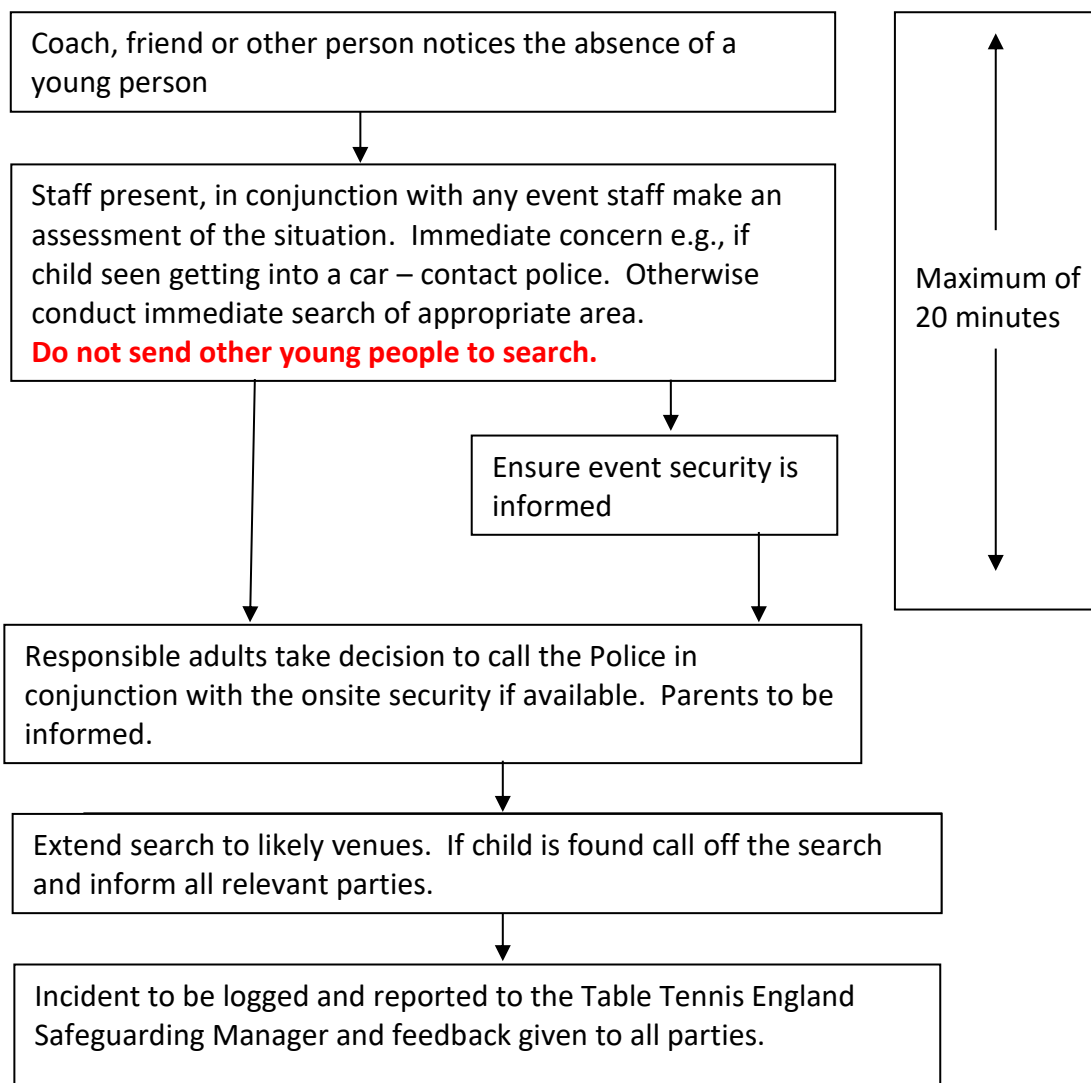 Coach, friend or other person notices the absence of a
young person
Staff present, in conjunction with any event staff make an
assessment of the situation.  Immediate concern e.g., if
child seen getting into a car – contact police.  Otherwise
conduct immediate search of appropriate area.
Do not send other young people to search.
Maximum of
20 minutes
Ensure event security is
informed
Responsible adults take decision to call the Police in
conjunction with the onsite security if available.  Parents to be
informed.
Extend search to likely venues.  If child is found call off the search
and inform all relevant parties.
Incident to be logged and reported to the Table Tennis England
Safeguarding Manager and feedback given to all parties.